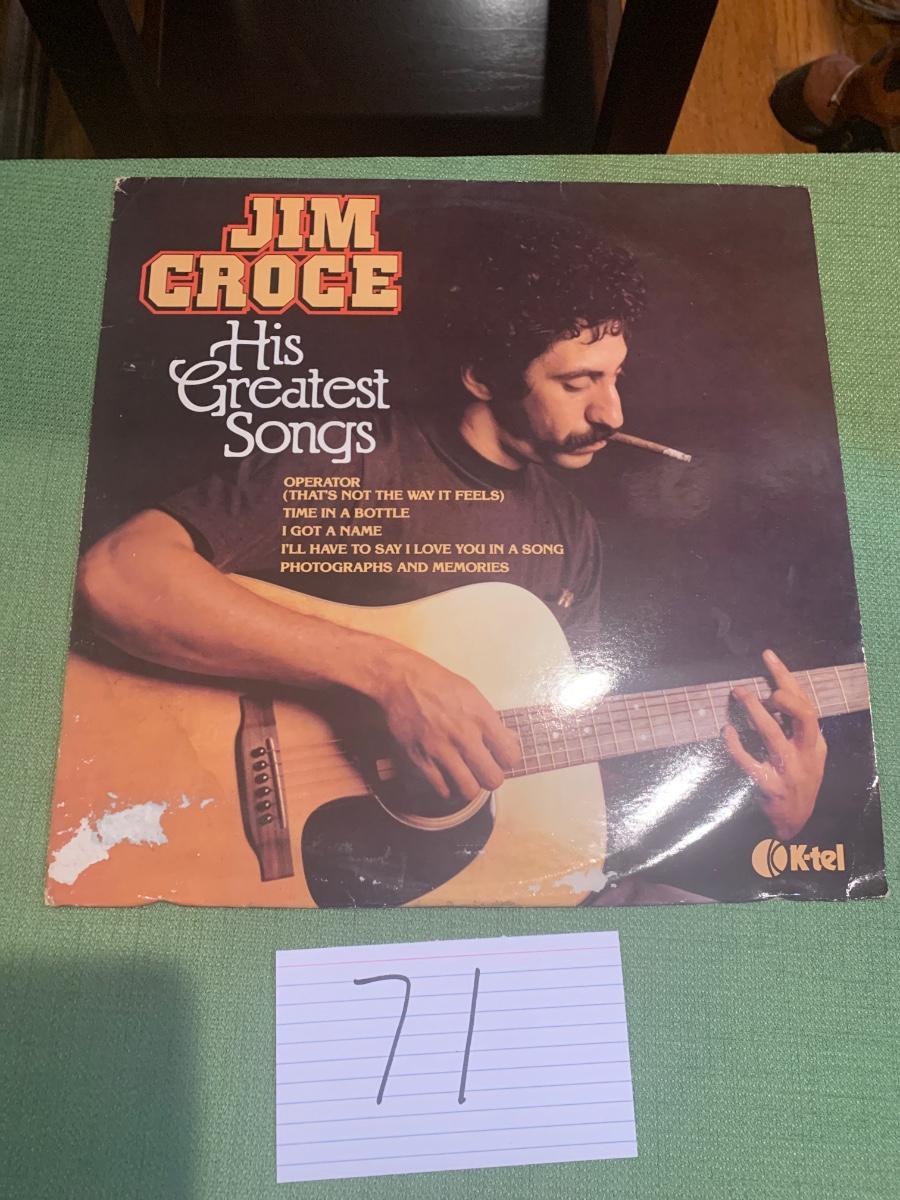 JIM
CROCE
His
Greatest
Songs
OPERATOR
(THAT'S NOT THE WAY IT FEELS)
TIME IN A BOTTLE
I GOT A NAME
I'LL HAVE TO SAY I LOVE YOU IN A SONG
PHOTOGRAPHS AND MEMORIES
K-tel
71